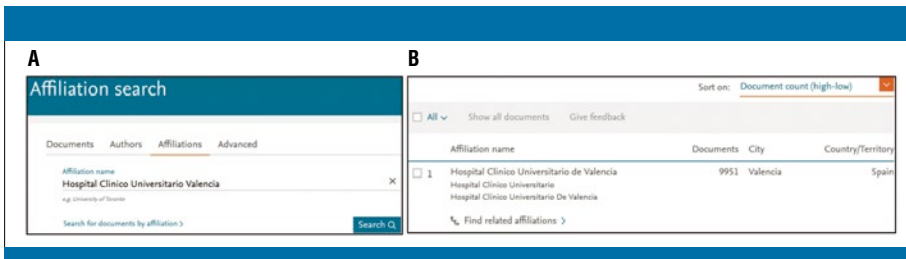 A
Affiliation search
Documents Authors Affiliations Advanced
Affiliation name
Hospital Clinico Universitario Valencia ×
e.g. University of Toronto
Search for documents by affiliation >
Search
B
Sort on: Document count (high-low)
All Show all documents Give feedback
Affiliation name Documents City Country/Territory
1 Hospital Clinico Universitario de Valencia 9951 Valencia Spain
Hospital Clinico Universitario
Hospital Clinico Universitario De Valencia
Find related affiliations >